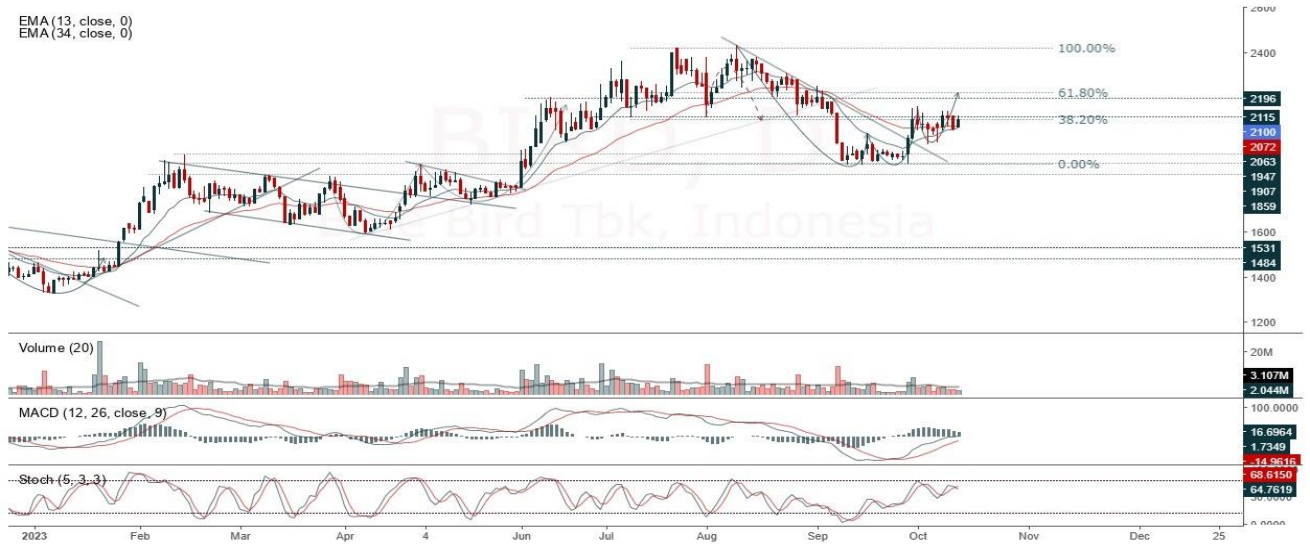 EMA (13, close, 0)
EMA (34, close, 0)
2600
2400
100.00%
61.80%
2196
2115
38.20%
2100
2072
2063
0.00%
1947
1907
1859
Bird Tbk, Indonesia
1600
1531
1484
1400
1200
Volume (20)
20M
3.107M
2.044M
MACD (12, 26, close, 9)
100.0000
16.6964
1.7349
-14.9616
Stoch (5, 3, 3)
68.6150
64.7619
0.0000
2023 Feb Mar Apr 4 Jun Jul Aug Sep Oct Nov Dec 25